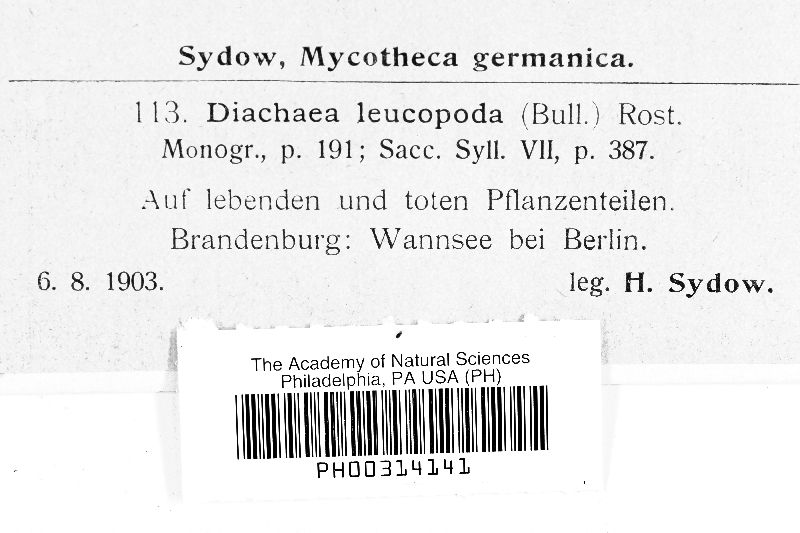 Sydow, Mycotheca germanica.
113. Diachaea leucopoda (Bull.) Rost.
Monogr., p. 191; Sacc. Syll. VII, p. 387.
Auf lebenden und toten Pflanzenteilen.
Brandenburg: Wannsee bei Berlin.
6. 8. 1903. leg. H. Sydow.
The Academy of Natural Sciences
Philadelphia, PA USA (PH)
PH00314141